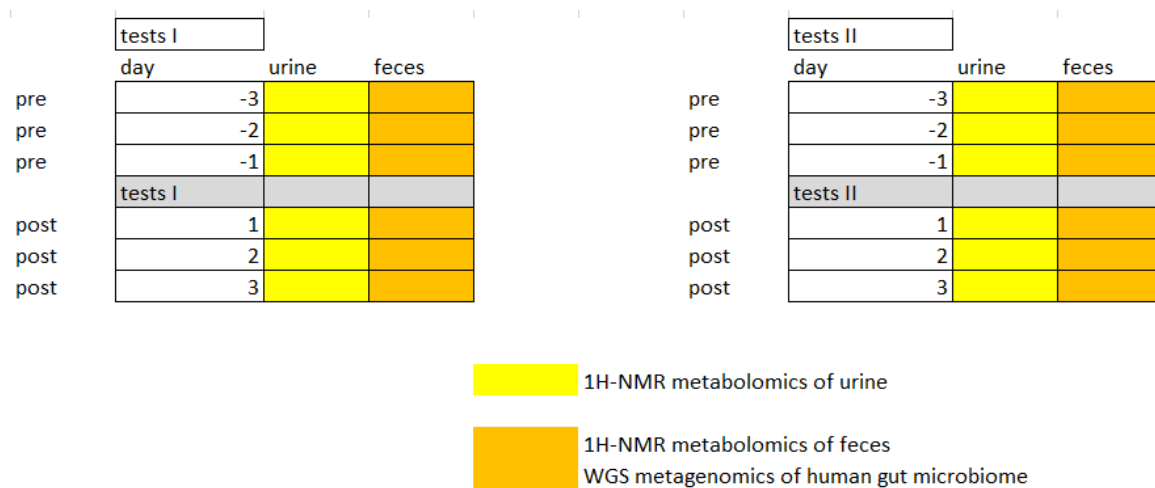 tests I tests II
day urine feces day urine feces
pre -3 pre -3
pre -2 pre -2
pre -1 pre -1
tests I tests II
post 1 post 1
post 2 post 2
post 3 post 3
1H-NMR metabolomics of urine
1H-NMR metabolomics of feces
WGS metagenomics of human gut microbiome